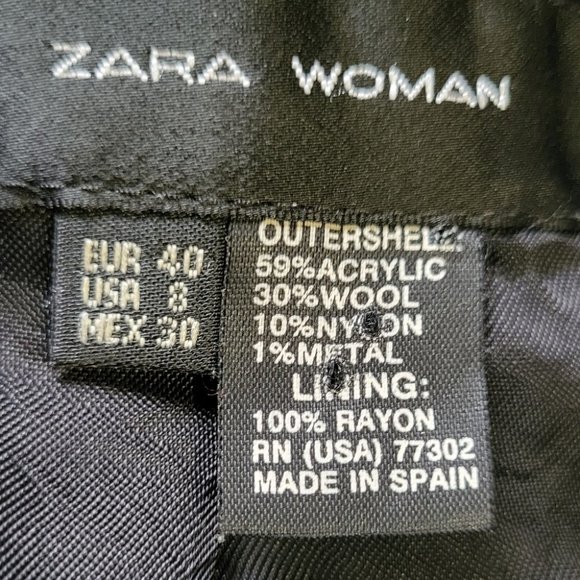 ZARA WOMAN
EUR 40
USA 8
MEX 30
OUTERSHELL:
59%ACRYLIC
30%WOOL
10%NYLON
1%METAL
LINING:
100% RAYON
RN (USA) 77302
MADE IN SPAIN